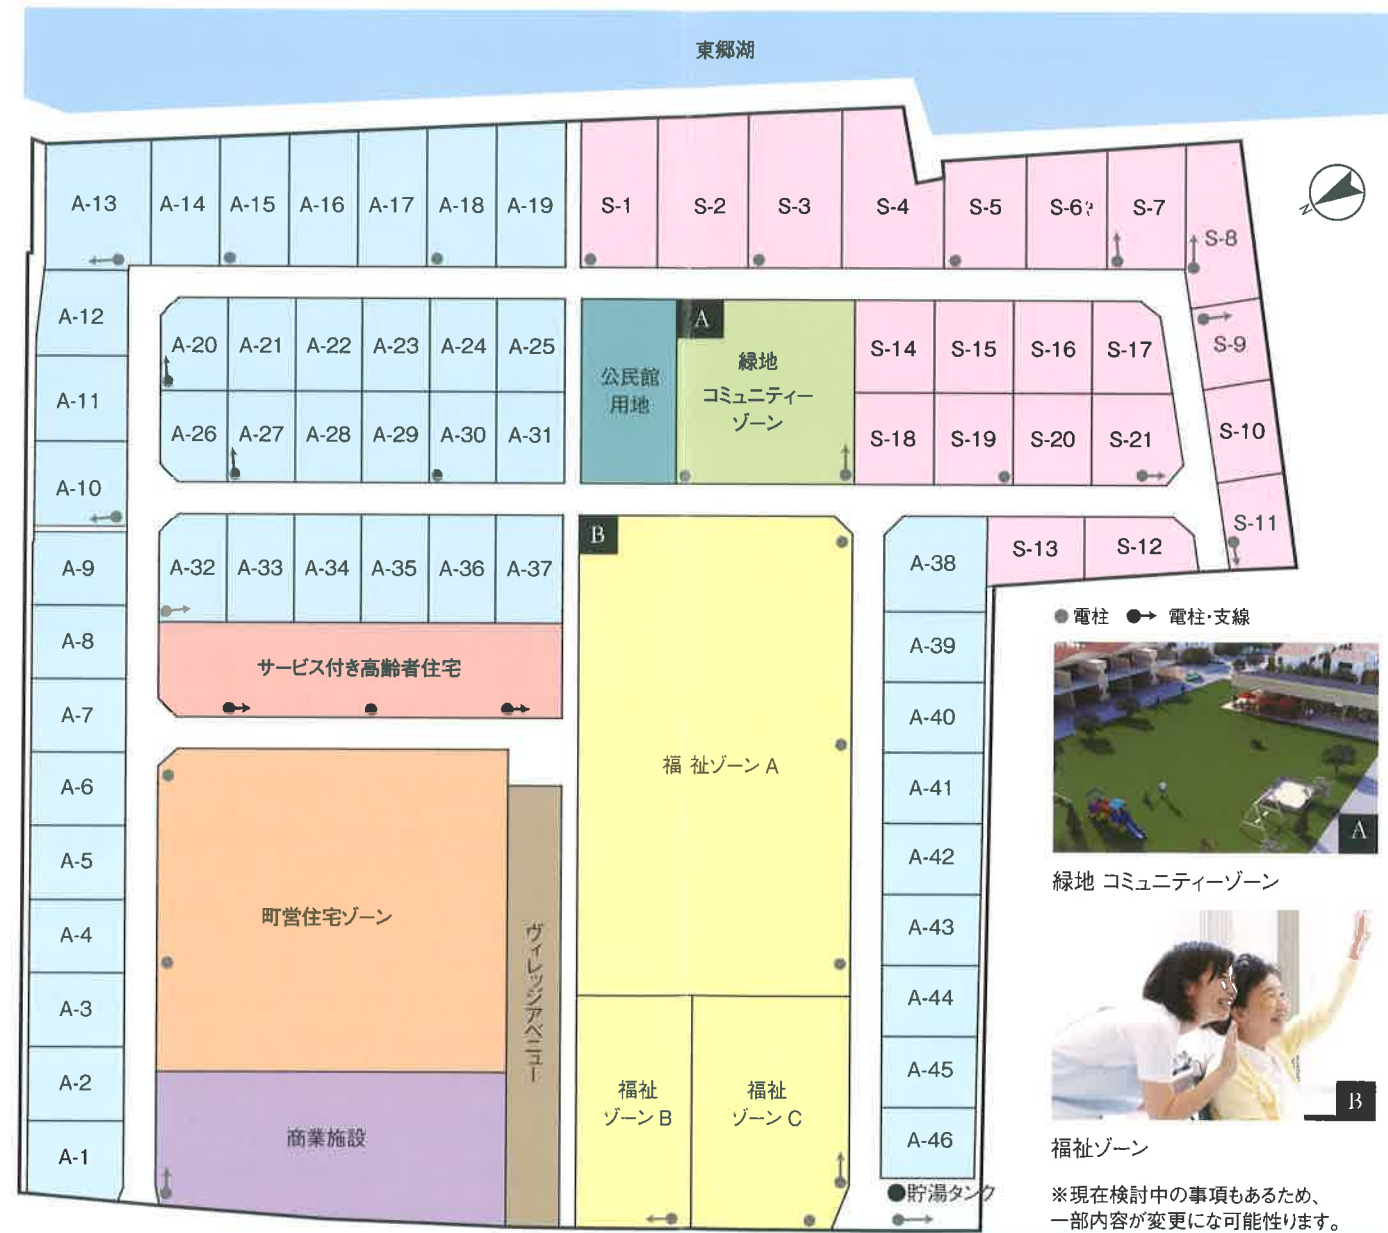 東郷湖
A-13
A-14
A-15
A-16
A-17
A-18
A-19
S-1
S-2
S-3
S-4
S-5
S-6
S-7
S-8
N
A-12
A-20
A-21
A-22
A-23
A-24
A-25
公民館
用地
A
緑地
コミュニティー
ゾーン
S-14
S-15
S-16
S-17
S-9
A-11
A-26
A-27
A-28
A-29
A-30
A-31
S-18
S-19
S-20
S-21
S-10
A-10
S-11
A-9
A-32
A-33
A-34
A-35
A-36
A-37
B
A-38
S-13
S-12
電柱
電柱・支線
A-8
サービス付き高齢者住宅
A-39
A-7
A-40
A-6
福 祉ゾーン A
A-41
A
A-5
A-42
緑地 コミュニティーゾーン
A-4
町営住宅ゾーン
ヴィレッジアベニュー
A-43
A-3
A-44
A-2
福祉
ゾーン B
福祉
ゾーン C
A-45
B
A-1
商業施設
A-46
福祉ゾーン
貯湯タンク
※現在検討中の事項もあるため、
一部内容が変更にな可能性ります。